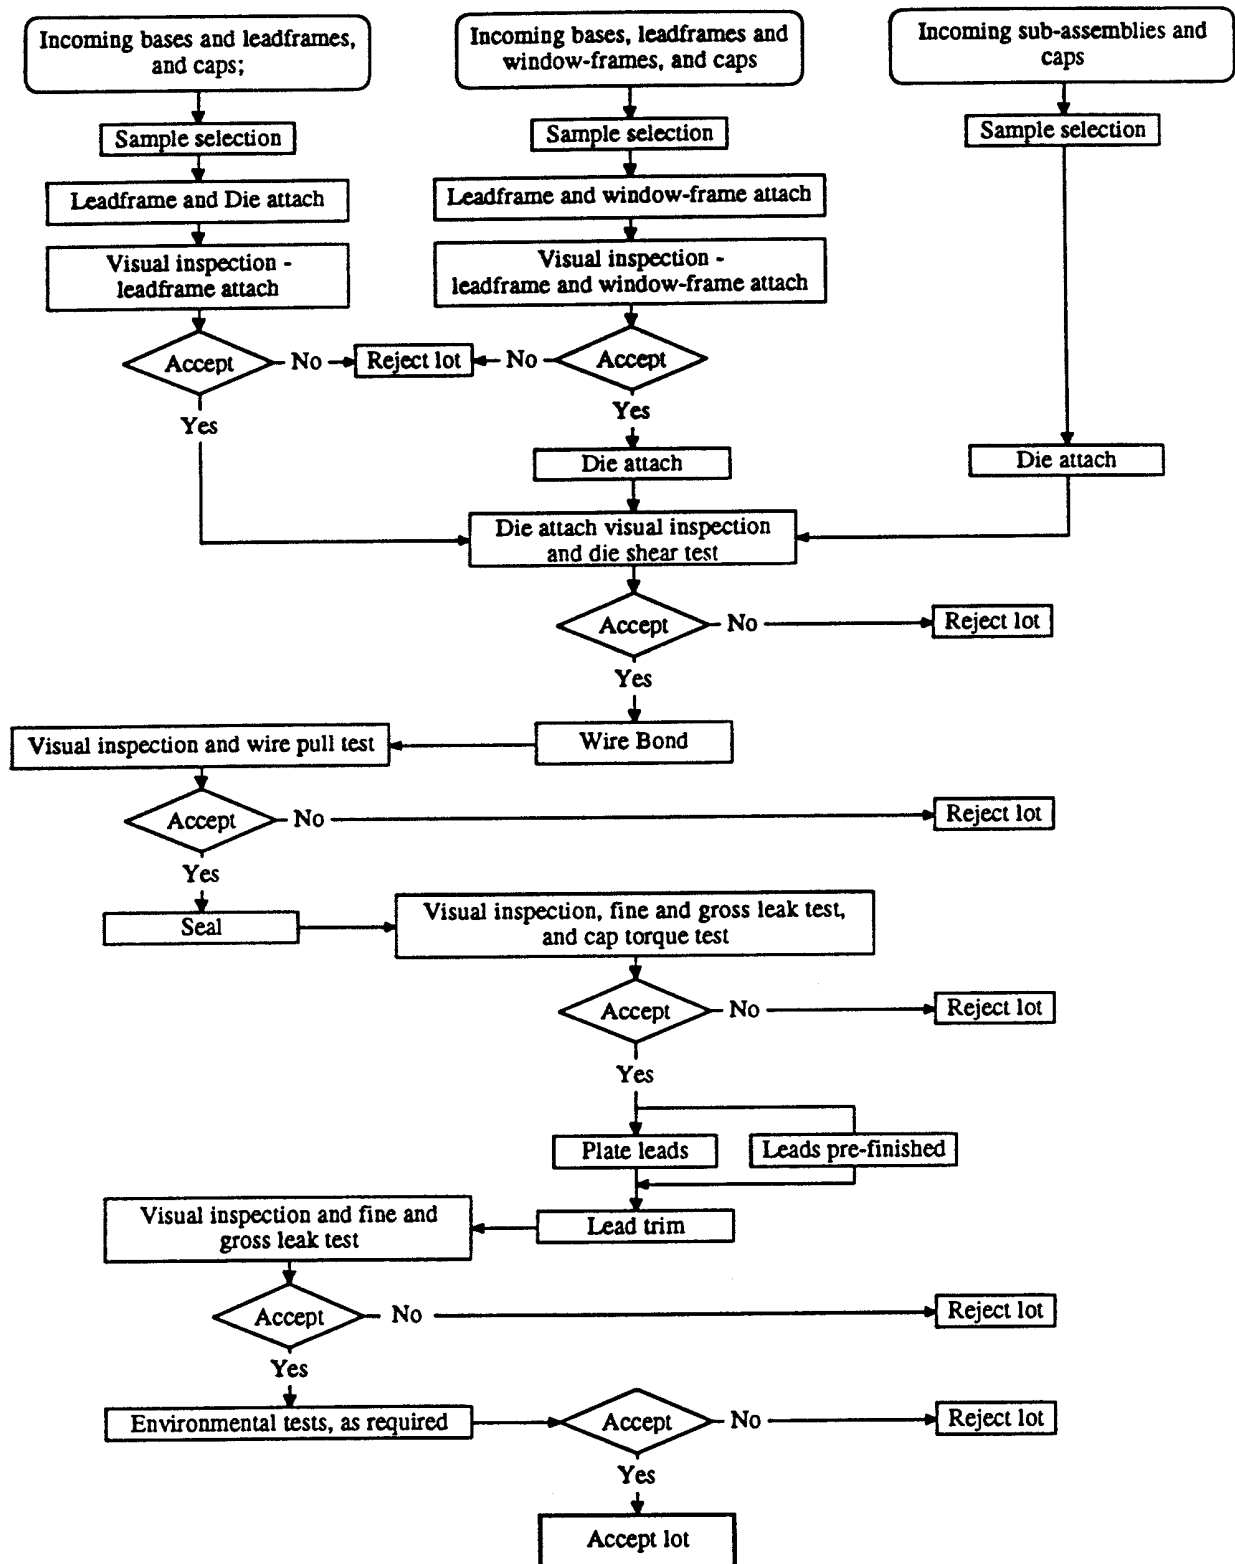 Incoming bases and leadframes,
and caps;
Incoming bases, leadframes and
window-frames, and caps
Incoming sub-assemblies and
caps
Sample selection
Sample selection
Sample selection
Leadframe and Die attach
Leadframe and window-frame attach
Visual inspection -
leadframe attach
Visual inspection -
leadframe and window-frame attach
Accept
No
Reject lot
No
Accept
Yes
Yes
Die attach
Die attach
Die attach visual inspection
and die shear test
Accept
No
Reject lot
Yes
Wire Bond
Visual inspection and wire pull test
Accept
No
Reject lot
Yes
Seal
Visual inspection, fine and gross leak test,
and cap torque test
Accept
No
Reject lot
Yes
Plate leads
Leads pre-finished
Lead trim
Visual inspection and fine and
gross leak test
Accept
No
Reject lot
Yes
Environmental tests, as required
Accept
No
Reject lot
Yes
Accept lot